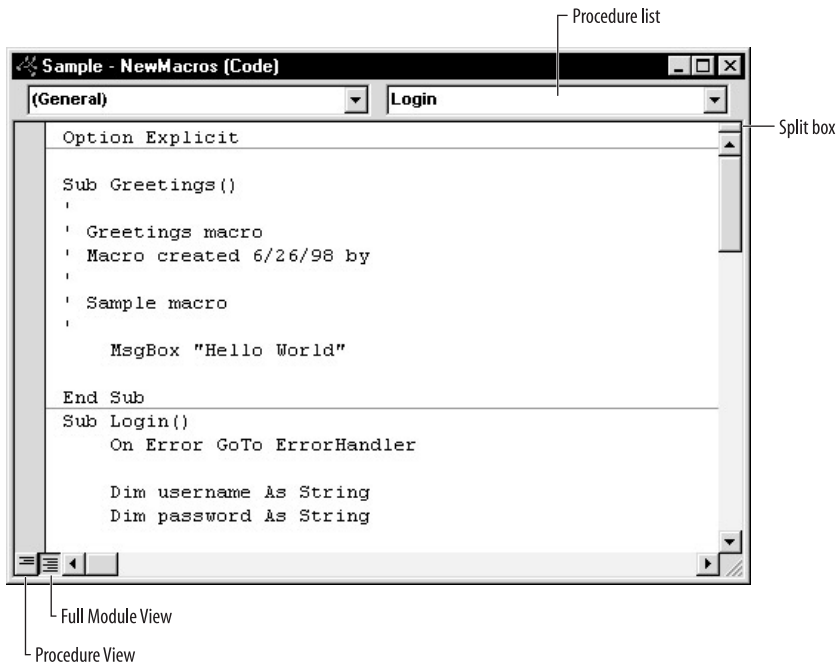 Procedure list
Sample - NewMacros (Code)
(General)
Login
Split box
Option Explicit
Sub Greetings()
'
' Greetings macro
' Macro created 6/26/98 by
'
' Sample macro
'
MsgBox "Hello World"
End Sub
Sub Login()
On Error GoTo ErrorHandler
Dim username As String
Dim password As String
Full Module View
Procedure View